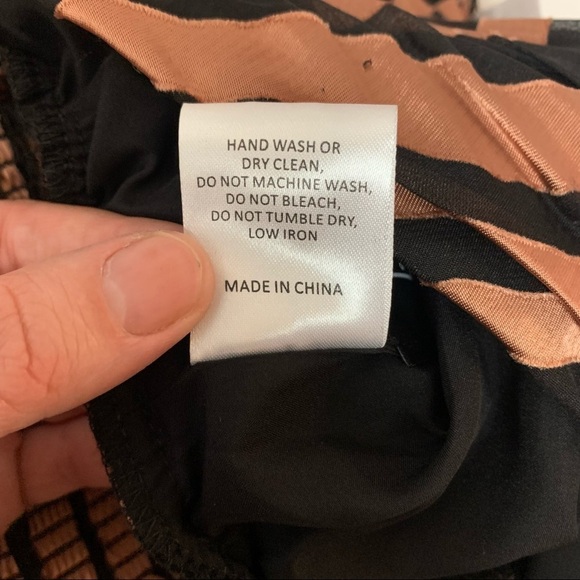 HAND WASH OR
DRY CLEAN,
DO NOT MACHINE WASH,
DO NOT BLEACH,
DO NOT TUMBLE DRY,
LOW IRON
MADE IN CHINA